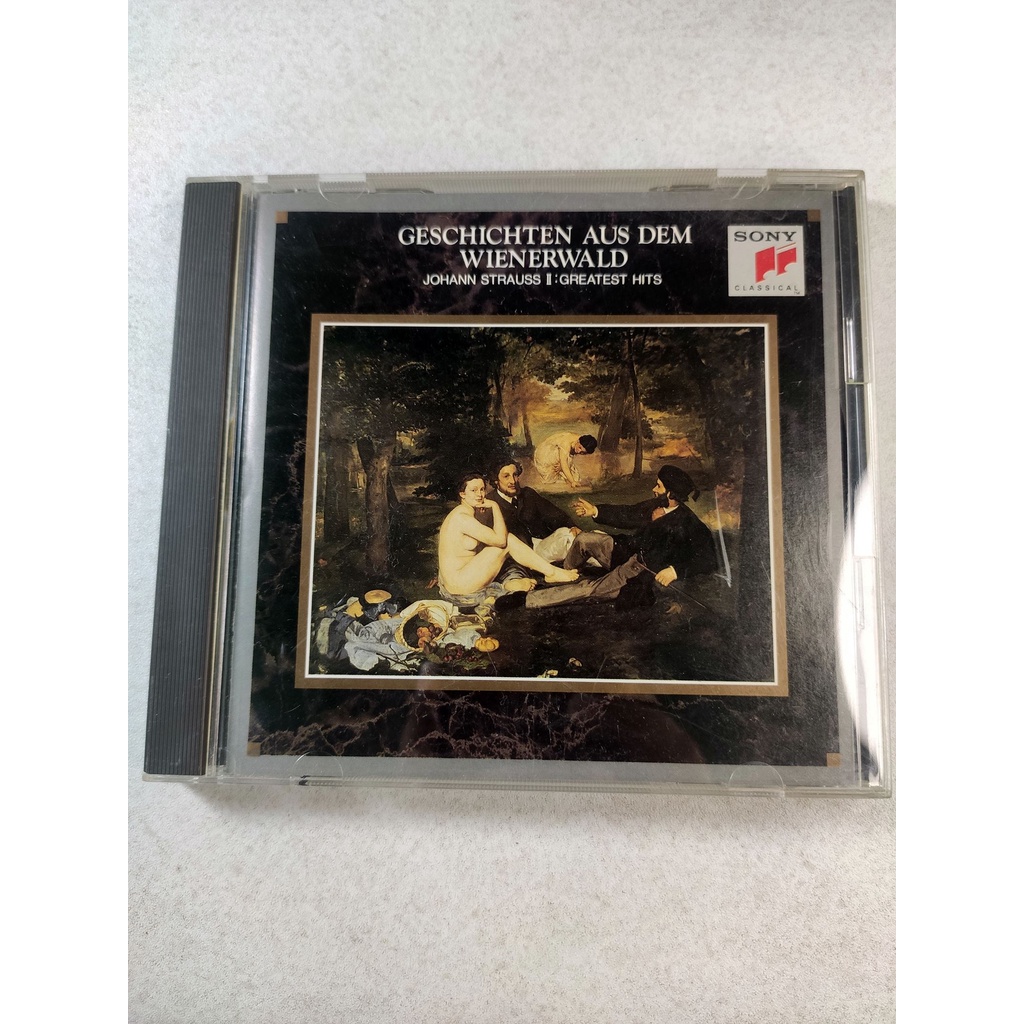 GESCHICHTEN AUS DEM
WIENERWALD
JOHANN STRAUSS II : GREATEST HITS
SONY
CLASSICAL